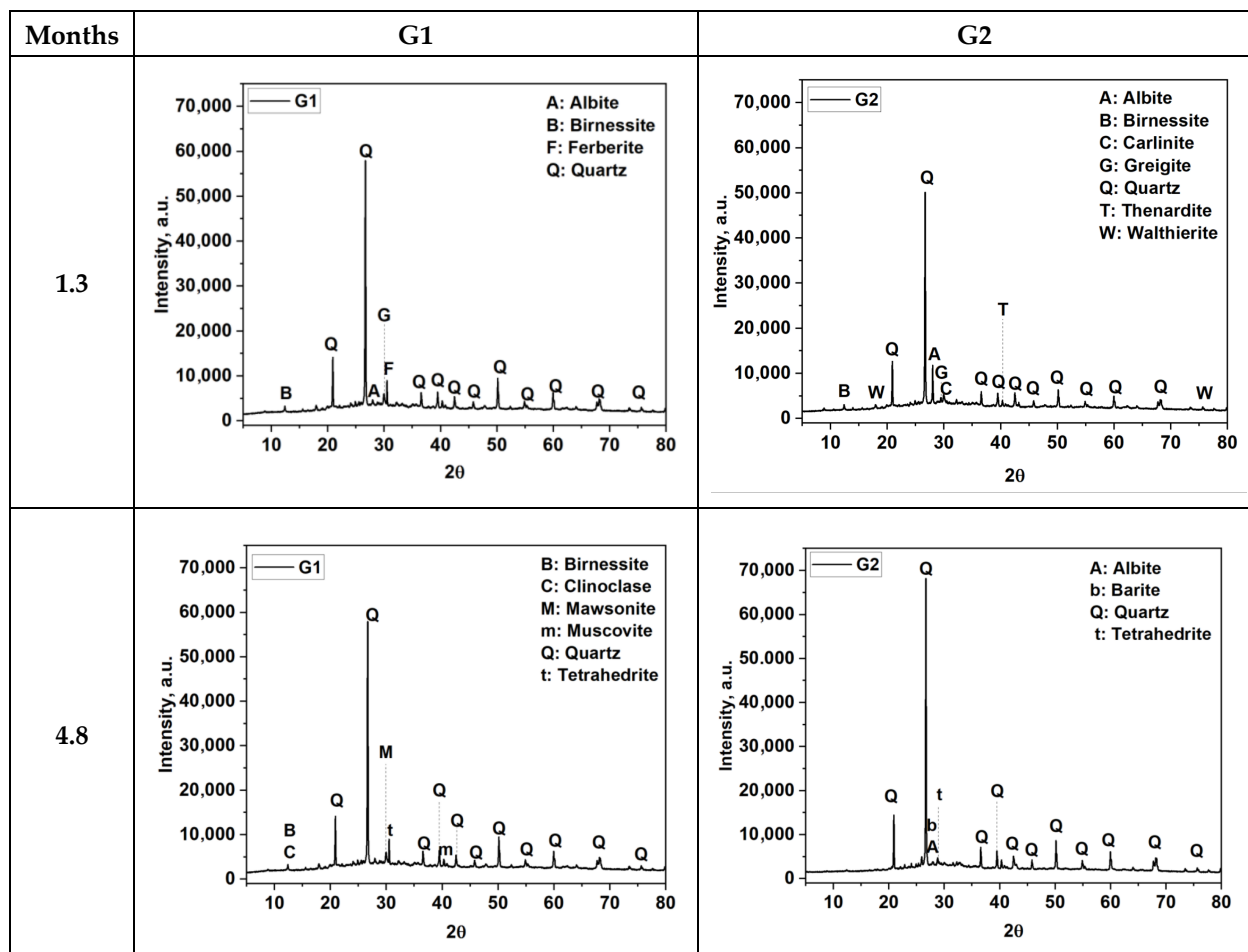 Months G1 G2
1.3
G1
A: Albite
B: Birnessite
F: Ferberite
Q: Quartz
Intensity, a.u.
70,000
60,000
50,000
40,000
30,000
20,000
10,000
0
B Q Q A G F Q Q Q Q Q Q Q Q Q
10 20 30 40 50 60 70 80
2θ
G2
A: Albite
B: Birnessite
C: Carlinite
G: Greigite
Q: Quartz
T: Thenardite
W: Walthierite
Intensity, a.u.
70,000
60,000
50,000
40,000
30,000
20,000
10,000
0
B W Q Q A G C Q Q T Q Q Q Q Q Q W
10 20 30 40 50 60 70 80
2θ
4.8
G1
B: Birnessite
C: Clinoclase
M: Mawsonite
m: Muscovite
Q: Quartz
t: Tetrahedrite
Intensity, a.u.
70,000
60,000
50,000
40,000
30,000
20,000
10,000
0
B C Q Q M t Q Q m Q Q Q Q Q Q Q
10 20 30 40 50 60 70 80
2θ
G2
A: Albite
b: Barite
Q: Quartz
t: Tetrahedrite
Intensity, a.u.
70,000
60,000
50,000
40,000
30,000
20,000
10,000
0
Q Q b A t Q Q Q Q Q Q Q Q Q
10 20 30 40 50 60 70 80
2θ